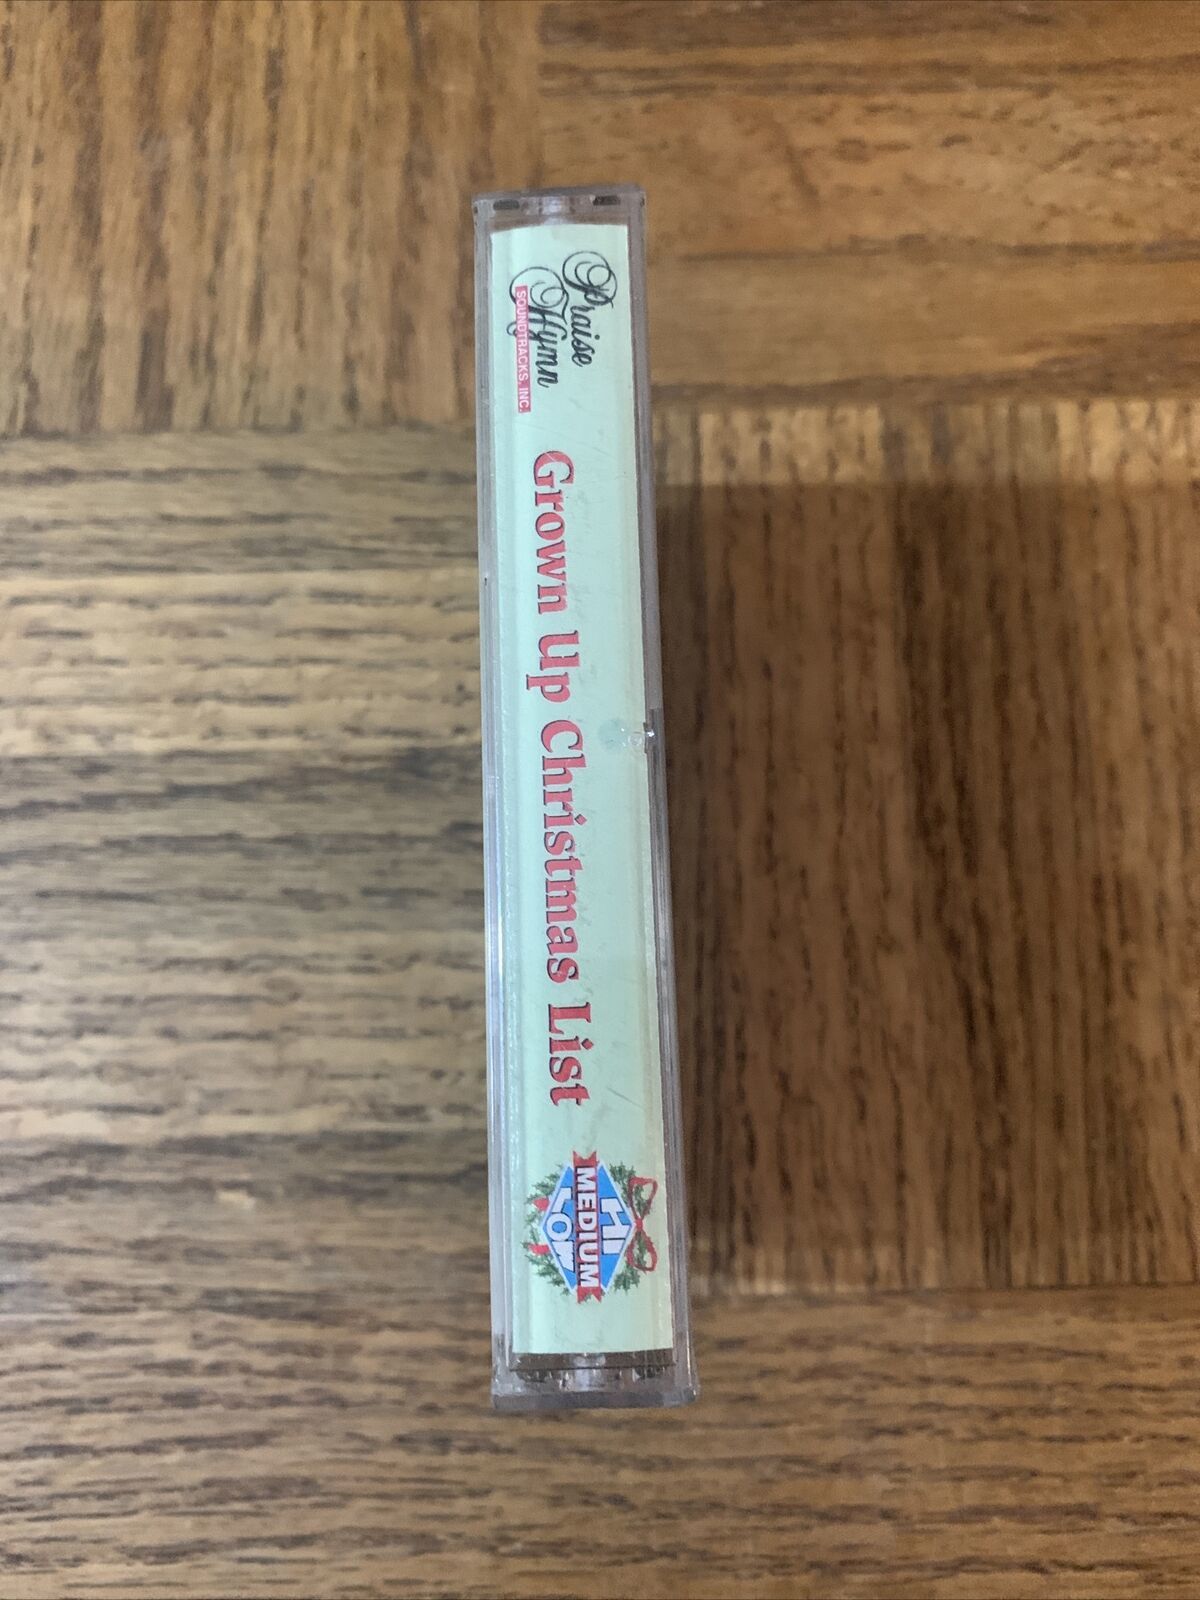 Praise
Hymn
SOUNDTRACKS, INC.
Grown Up Christmas List
HI
MEDIUM
LOW